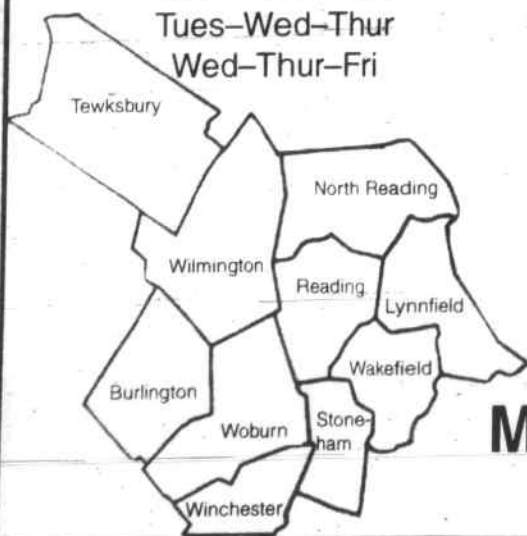 Tues–Wed–Thur
Wed–Thur–Fri
Tewksbury
North Reading
Wilmington
Reading
Lynnfield
Wakefield
Burlington
Stone-
ham
Woburn
M
Winchester